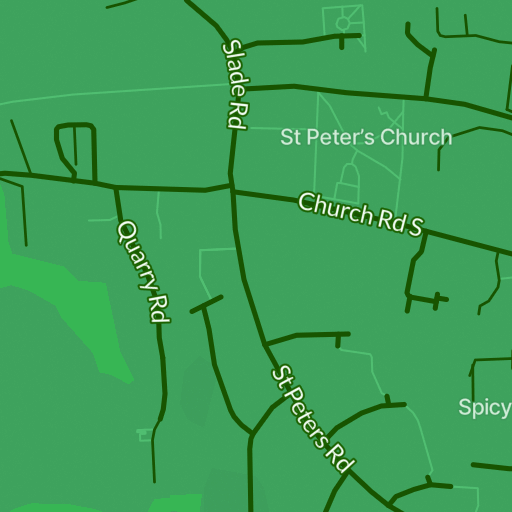 Slade Rd
St Peter's Church
Church Rd S
Quarry Rd
St Peters Rd
Spicy